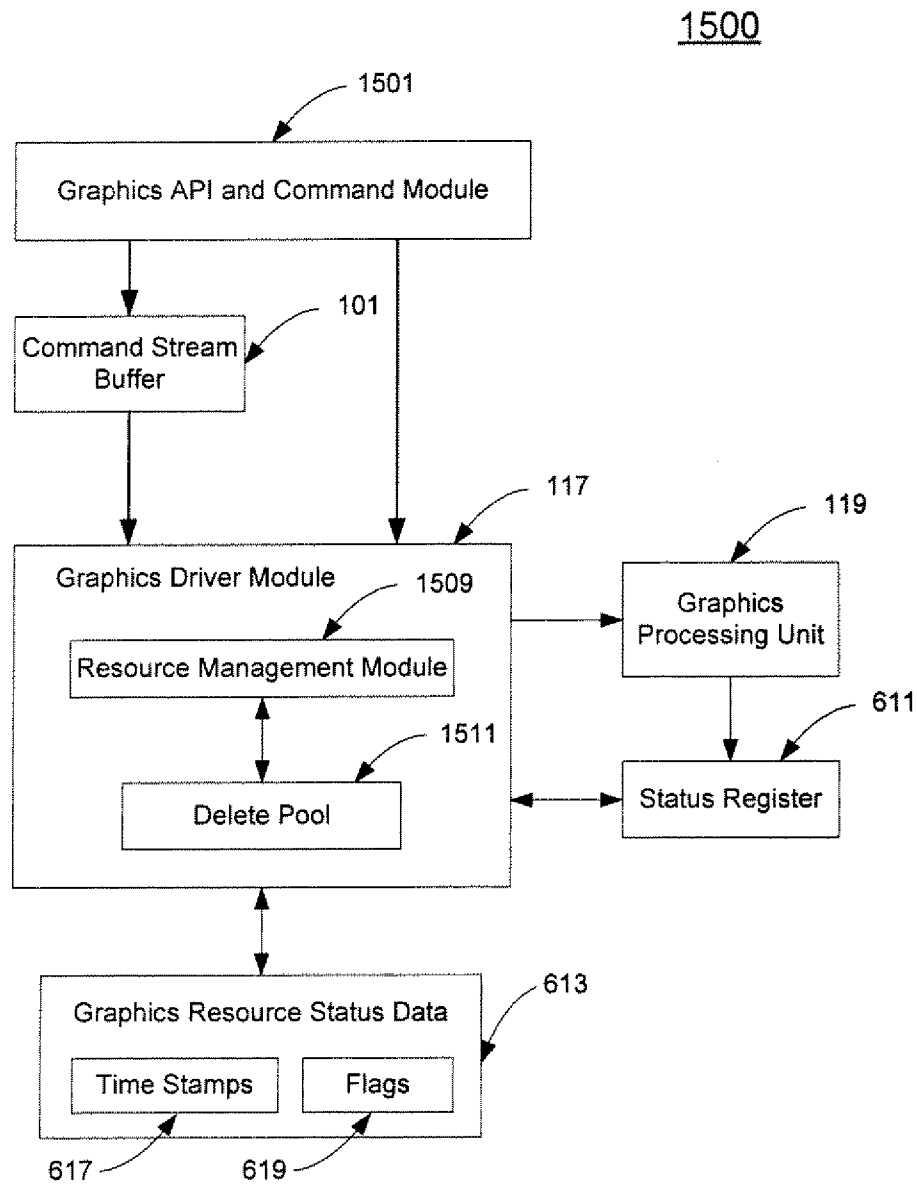 1500
1501
Graphics API and Command Module
101
Command Stream
Buffer
117
119
Graphics Driver Module
1509
Graphics
Processing Unit
Resource Management Module
611
1511
Status Register
Delete Pool
613
Graphics Resource Status Data
Time Stamps
Flags
617
619